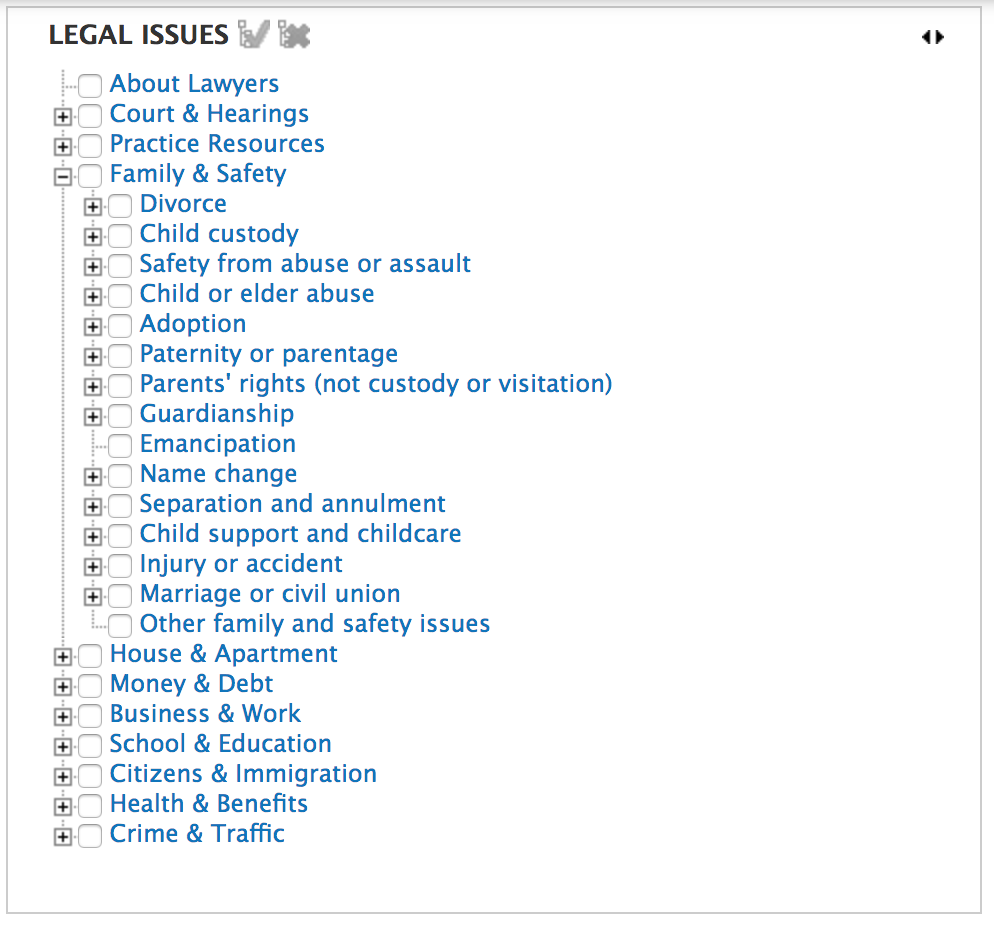 LEGAL ISSUES
About Lawyers
Court & Hearings
Practice Resources
Family & Safety
Divorce
Child custody
Safety from abuse or assault
Child or elder abuse
Adoption
Paternity or parentage
Parents' rights (not custody or visitation)
Guardianship
Emancipation
Name change
Separation and annulment
Child support and childcare
Injury or accident
Marriage or civil union
Other family and safety issues
House & Apartment
Money & Debt
Business & Work
School & Education
Citizens & Immigration
Health & Benefits
Crime & Traffic